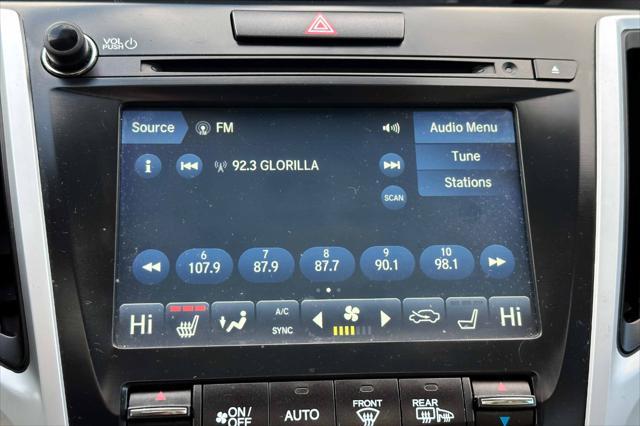 VOL
PUSH
Source
FM
Audio Menu
Tune
Stations
i
92.3 GLORILLA
SCAN
6
107.9
7
87.9
8
87.7
9
90.1
10
98.1
Hi
A/C
SYNC
Hi
ON/
OFF
AUTO
FRONT
REAR